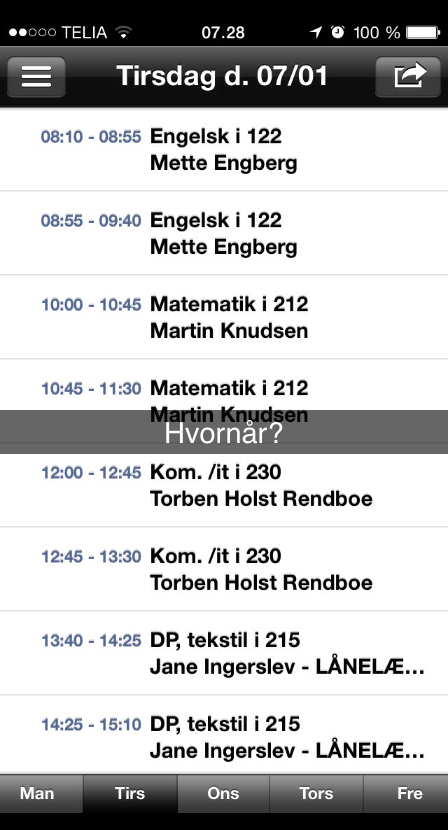 TELIA 07.28 100 %
Tirsdag d. 07/01
08:10 - 08:55 Engelsk i 122
Mette Engberg
08:55 - 09:40 Engelsk i 122
Mette Engberg
10:00 - 10:45 Matematik i 212
Martin Knudsen
10:45 - 11:30 Matematik i 212
Martin Knudsen
Hvornår?
12:00 - 12:45 Kom. /it i 230
Torben Holst Rendboe
12:45 - 13:30 Kom. /it i 230
Torben Holst Rendboe
13:40 - 14:25 DP, tekstil i 215
Jane Ingerslev - LÅNELÆ...
14:25 - 15:10 DP, tekstil i 215
Jane Ingerslev - LÅNELÆ...
Man Tirs Ons Tors Fre